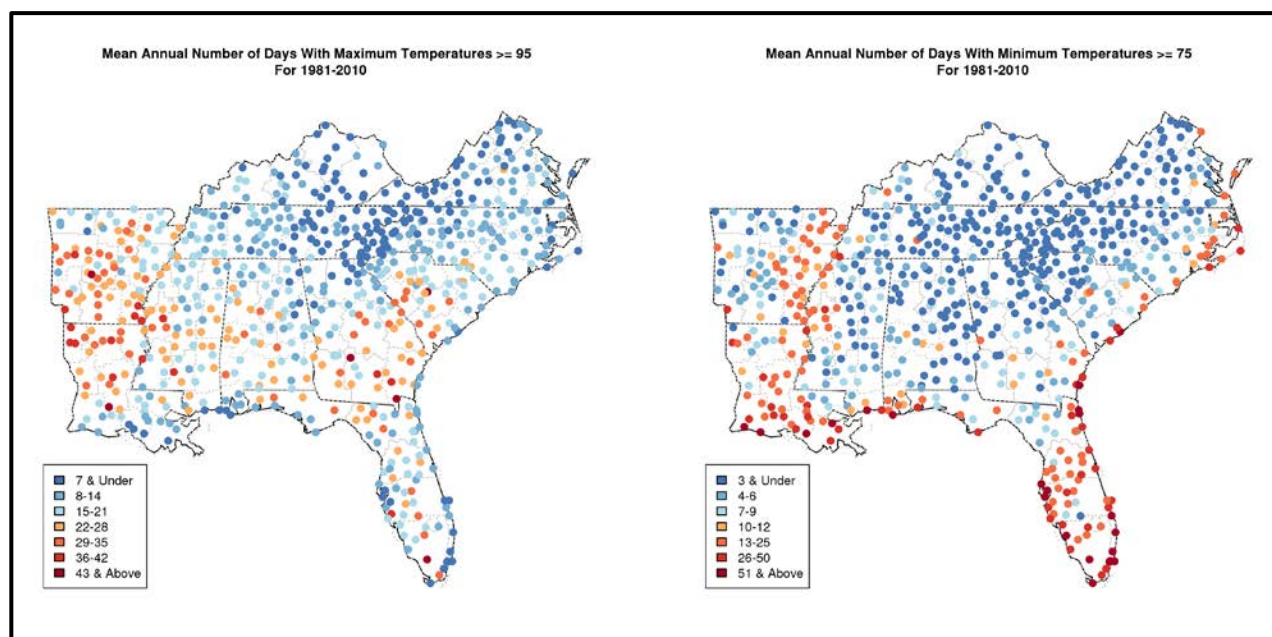 Mean Annual Number of Days With Maximum Temperatures >= 95
For 1981-2010
7 & Under
8-14
15-21
22-28
29-35
36-42
43 & Above
Mean Annual Number of Days With Minimum Temperatures >= 75
For 1981-2010
3 & Under
4-6
7-9
10-12
13-25
26-50
51 & Above